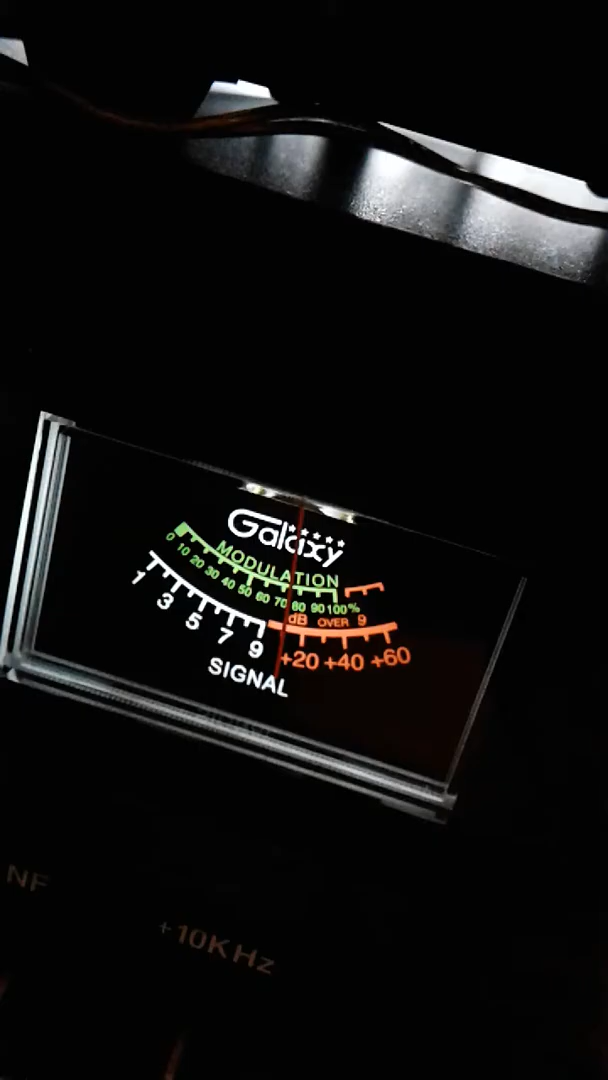 Galaxy
MODULATION
0 10 20 30 40 50 60 70 80 90 100%
dB OVER 9
1 3 5 7 9 +20 +40 +60
SIGNAL
NF
+10KHz